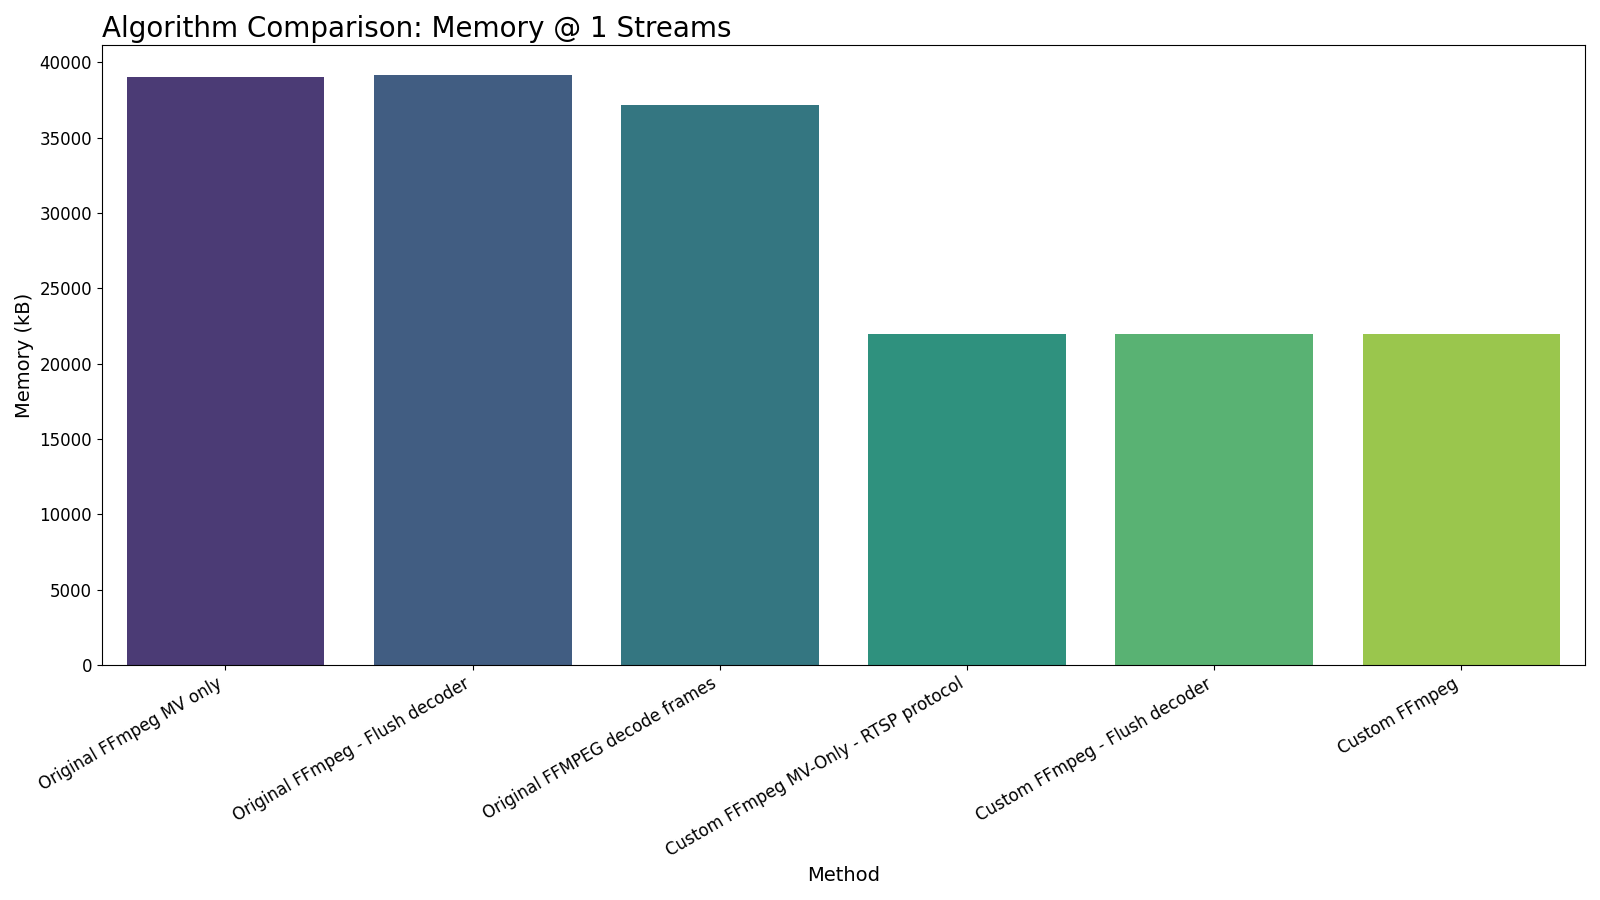 Algorithm Comparison: Memory @ 1 Streams
40000
35000
30000
25000
20000
15000
10000
5000
0
Memory (kB)
Original FFmpeg MV only
Original FFmpeg - Flush decoder
Original FFMPEG decode frames
Custom FFmpeg MV-Only - RTSP protocol
Custom FFmpeg - Flush decoder
Custom FFmpeg
Method